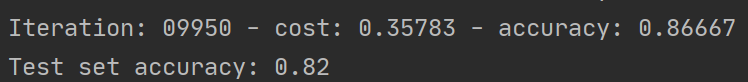 Iteration: 09950 - cost: 0.35783 - accuracy: 0.86667
Test set accuracy: 0.82